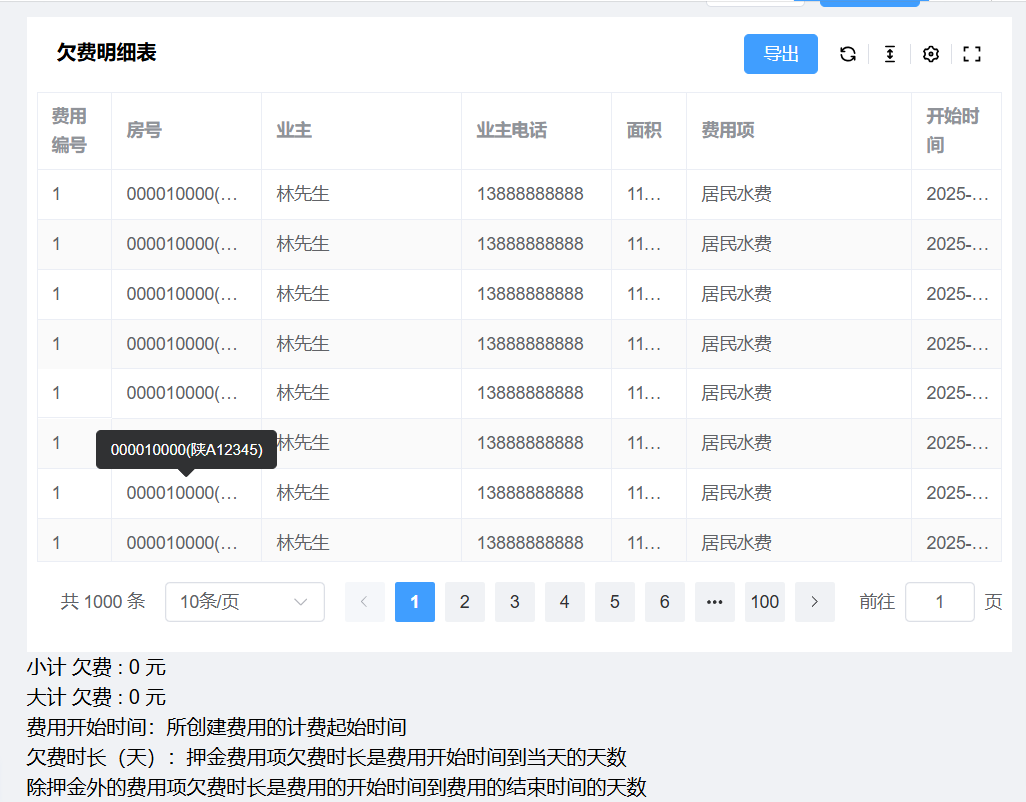 欠费明细表 导出
费用编号 房号 业主 业主电话 面积 费用项 开始时间
1 000010000(... 林先生 13888888888 11... 居民水费 2025-...
1 000010000(... 林先生 13888888888 11... 居民水费 2025-...
1 000010000(... 林先生 13888888888 11... 居民水费 2025-...
1 000010000(... 林先生 13888888888 11... 居民水费 2025-...
1 000010000(... 林先生 13888888888 11... 居民水费 2025-...
1 林先生 13888888888 11... 居民水费 2025-...
000010000(陕A12345)
1 000010000(... 林先生 13888888888 11... 居民水费 2025-...
1 000010000(... 林先生 13888888888 11... 居民水费 2025-...
共 1000 条 10条/页 1 2 3 4 5 6 ... 100 前往 1 页
小计 欠费 : 0 元
大计 欠费 : 0 元
费用开始时间：所创建费用的计费起始时间
欠费时长（天）：押金费用项欠费时长是费用开始时间到当天的天数
除押金外的费用项欠费时长是费用的开始时间到费用的结束时间的天数